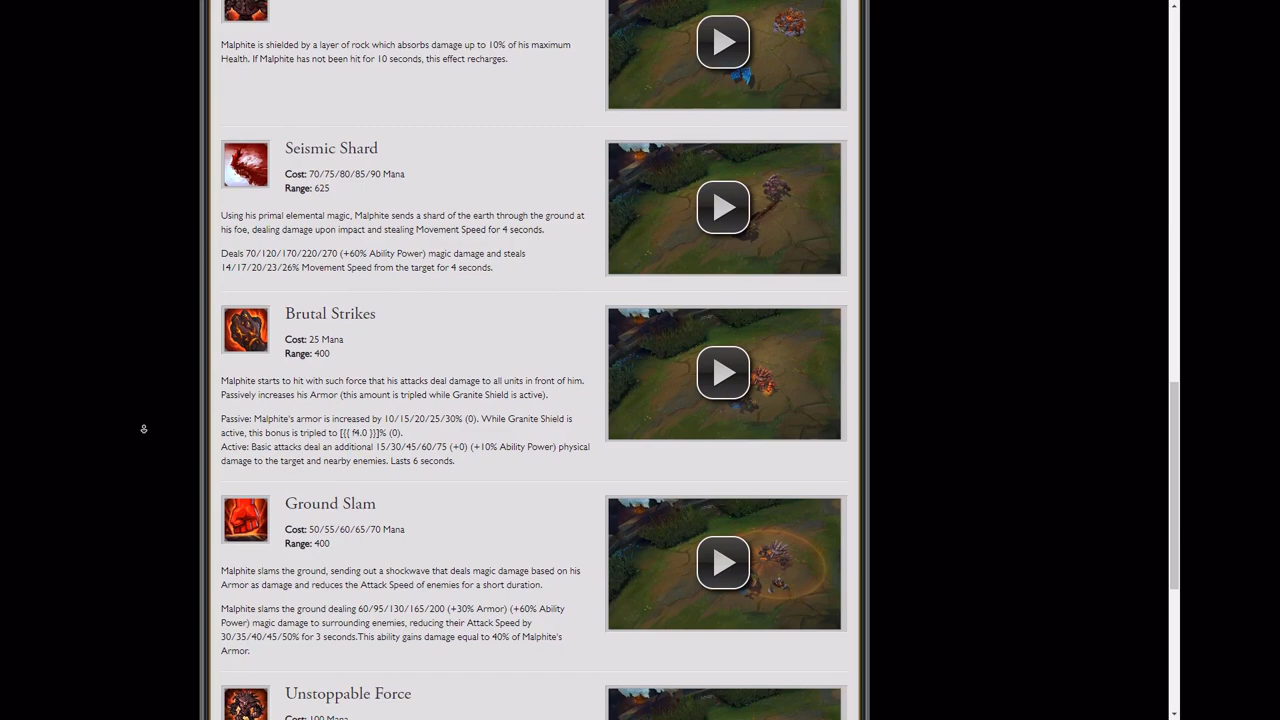 Malphite is shielded by a layer of rock which absorbs damage up to 10% of his maximum
Health. If Malphite has not been hit for 10 seconds, this effect recharges.
Seismic Shard
Cost: 70/75/80/85/90 Mana
Range: 625
Using his primal elemental magic, Malphite sends a shard of the earth through the ground at
his foe, dealing damage upon impact and stealing Movement Speed for 4 seconds.
Deals 70/120/170/220/270 (+60% Ability Power) magic damage and steals
14/17/20/23/26% Movement Speed from the target for 4 seconds.
Brutal Strikes
Cost: 25 Mana
Range: 400
Malphite starts to hit with such force that his attacks deal damage to all units in front of him.
Passively increases his Armor (this amount is tripled while Granite Shield is active).
Passive: Malphite's armor is increased by 10/15/20/25/30% (0). While Granite Shield is
active, this bonus is tripled to [{{ f4.0 }}]% (0).
Active: Basic attacks deal an additional 15/30/45/60/75 (+0) (+10% Ability Power) physical
damage to the target and nearby enemies. Lasts 6 seconds.
Ground Slam
Cost: 50/55/60/65/70 Mana
Range: 400
Malphite slams the ground, sending out a shockwave that deals magic damage based on his
Armor as damage and reduces the Attack Speed of enemies for a short duration.
Malphite slams the ground dealing 60/95/130/165/200 (+30% Armor) (+60% Ability
Power) magic damage to surrounding enemies, reducing their Attack Speed by
30/35/40/45/50% for 3 seconds.This ability gains damage equal to 40% of Malphite's
Armor.
Unstoppable Force
Cost: 100 Mana